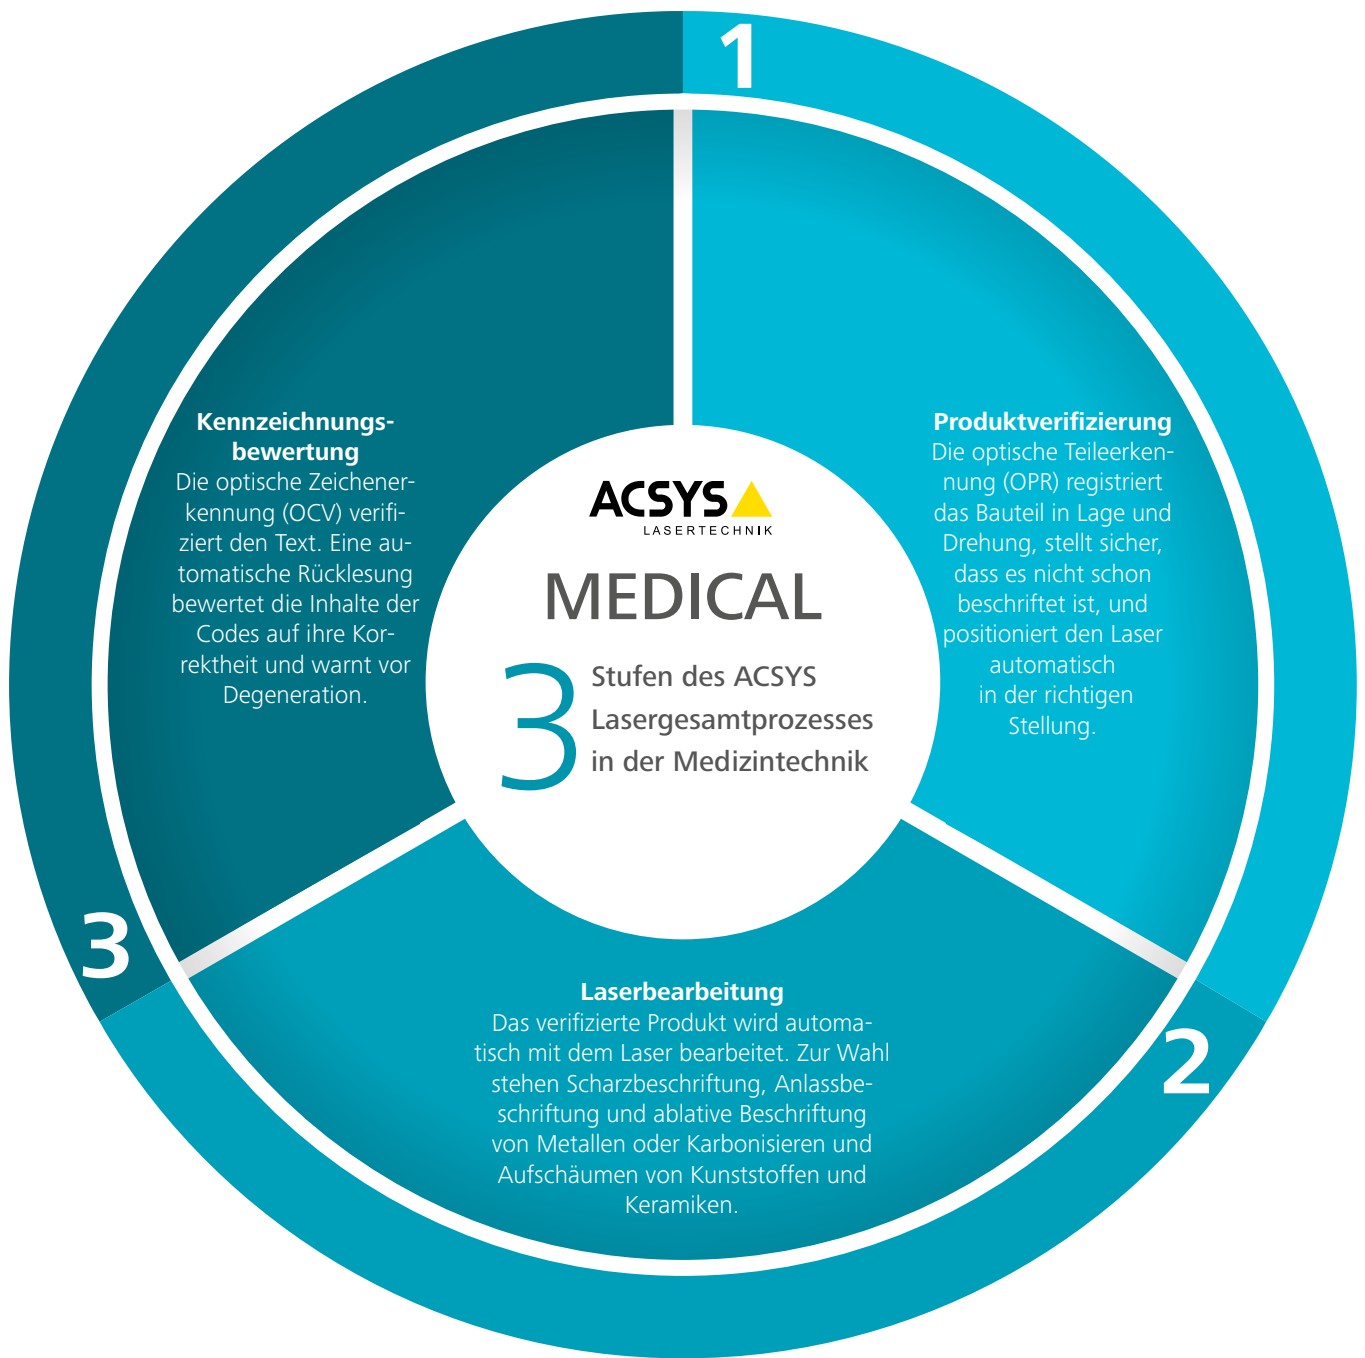 ACSYS
LASERTECHNIK
MEDICAL
3
Stufen des ACSYS
Lasergesamtprozesses
in der Medizintechnik
1
Produktverifizierung
Die optische Teileerken-
nung (OPR) registriert
das Bauteil in Lage und
Drehung, stellt sicher,
dass es nicht schon
beschriftet ist, und
positioniert den Laser
automatisch
in der richtigen
Stellung.
2
Laserbearbeitung
Das verifizierte Produkt wird automa-
tisch mit dem Laser bearbeitet. Zur Wahl
stehen Scharzbeschriftung, Anlassbe-
schriftung und ablative Beschriftung
von Metallen oder Karbonisieren und
Aufschäumen von Kunststoffen und
Keramiken.
3
Kennzeichnungs-
bewertung
Die optische Zeichener-
kennung (OCV) verifi-
ziert den Text. Eine au-
tomatische Rücklesung
bewertet die Inhalte der
Codes auf ihre Kor-
rektheit und warnt vor
Degeneration.